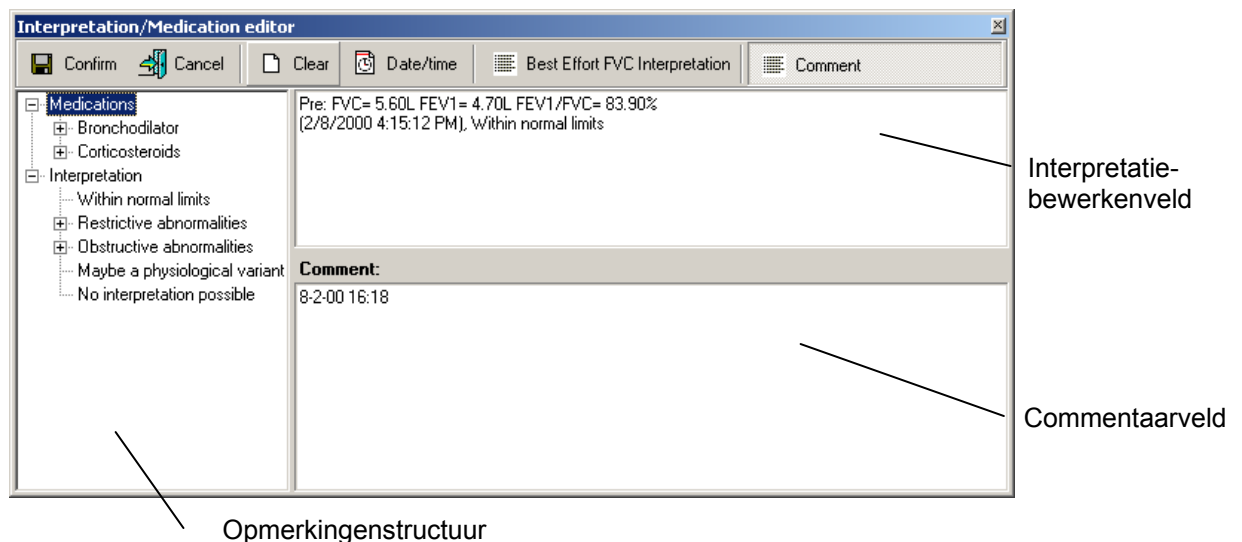 Interpretation/Medication editor
Confirm Cancel Clear Date/time Best Effort FVC Interpretation Comment
Medications
Bronchodilator
Corticosteroids
Interpretation
Within normal limits
Restrictive abnormalities
Obstructive abnormalities
Maybe a physiological variant
No interpretation possible
Pre: FVC= 5.60L FEV1= 4.70L FEV1/FVC= 83.90%
(2/8/2000 4:15:12 PM), Within normal limits
Comment:
8-2-00 16:18
Interpretatie-
bewerkenveld
Commentaarveld
Opmerkingenstructuur